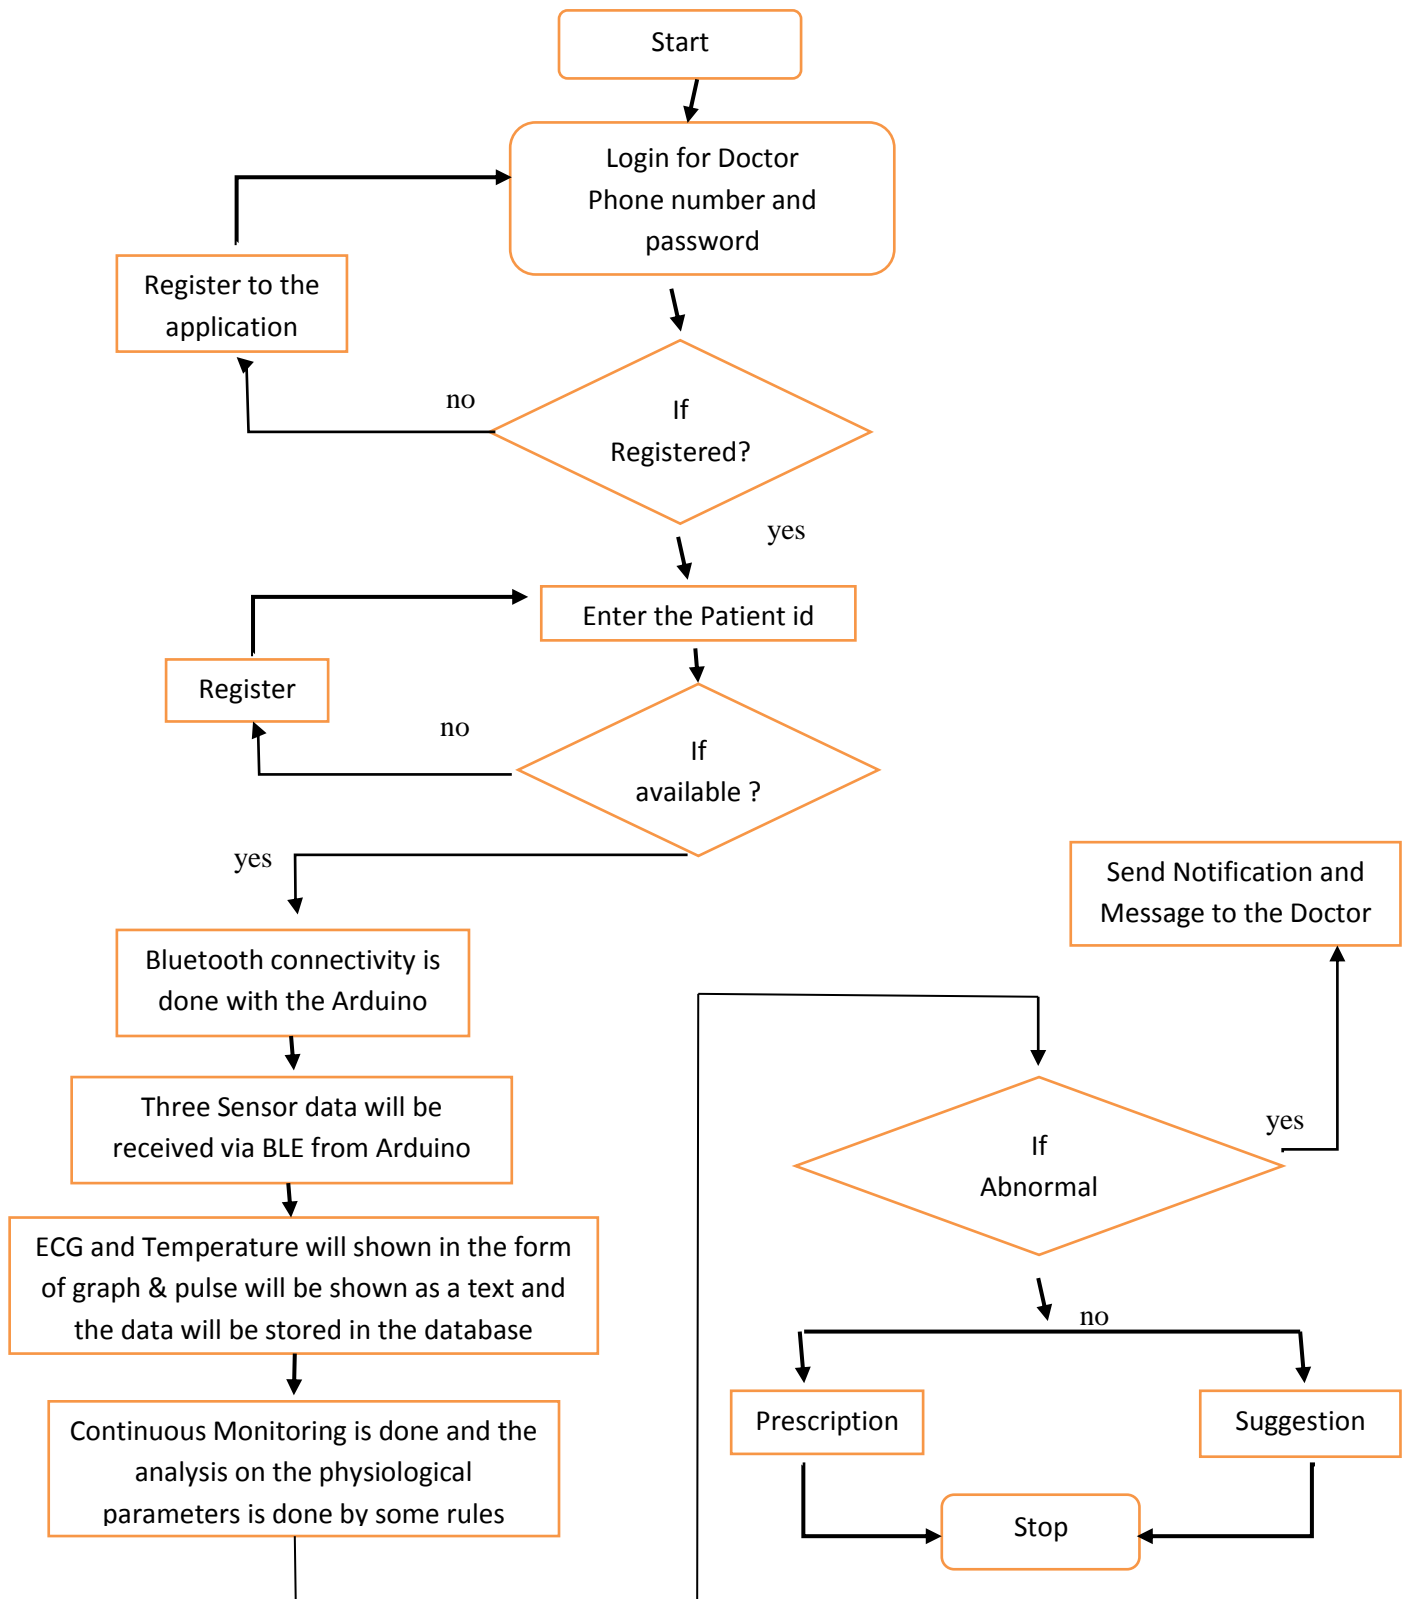 Start
Login for Doctor
Phone number and
password
Register to the
application
no
If
Registered?
yes
Enter the Patient id
Register
no
If
available ?
yes
Bluetooth connectivity is
done with the Arduino
Three Sensor data will be
received via BLE from Arduino
ECG and Temperature will shown in the form
of graph & pulse will be shown as a text and
the data will be stored in the database
Continuous Monitoring is done and the
analysis on the physiological
parameters is done by some rules
Send Notification and
Message to the Doctor
yes
If
Abnormal
no
Prescription
Suggestion
Stop